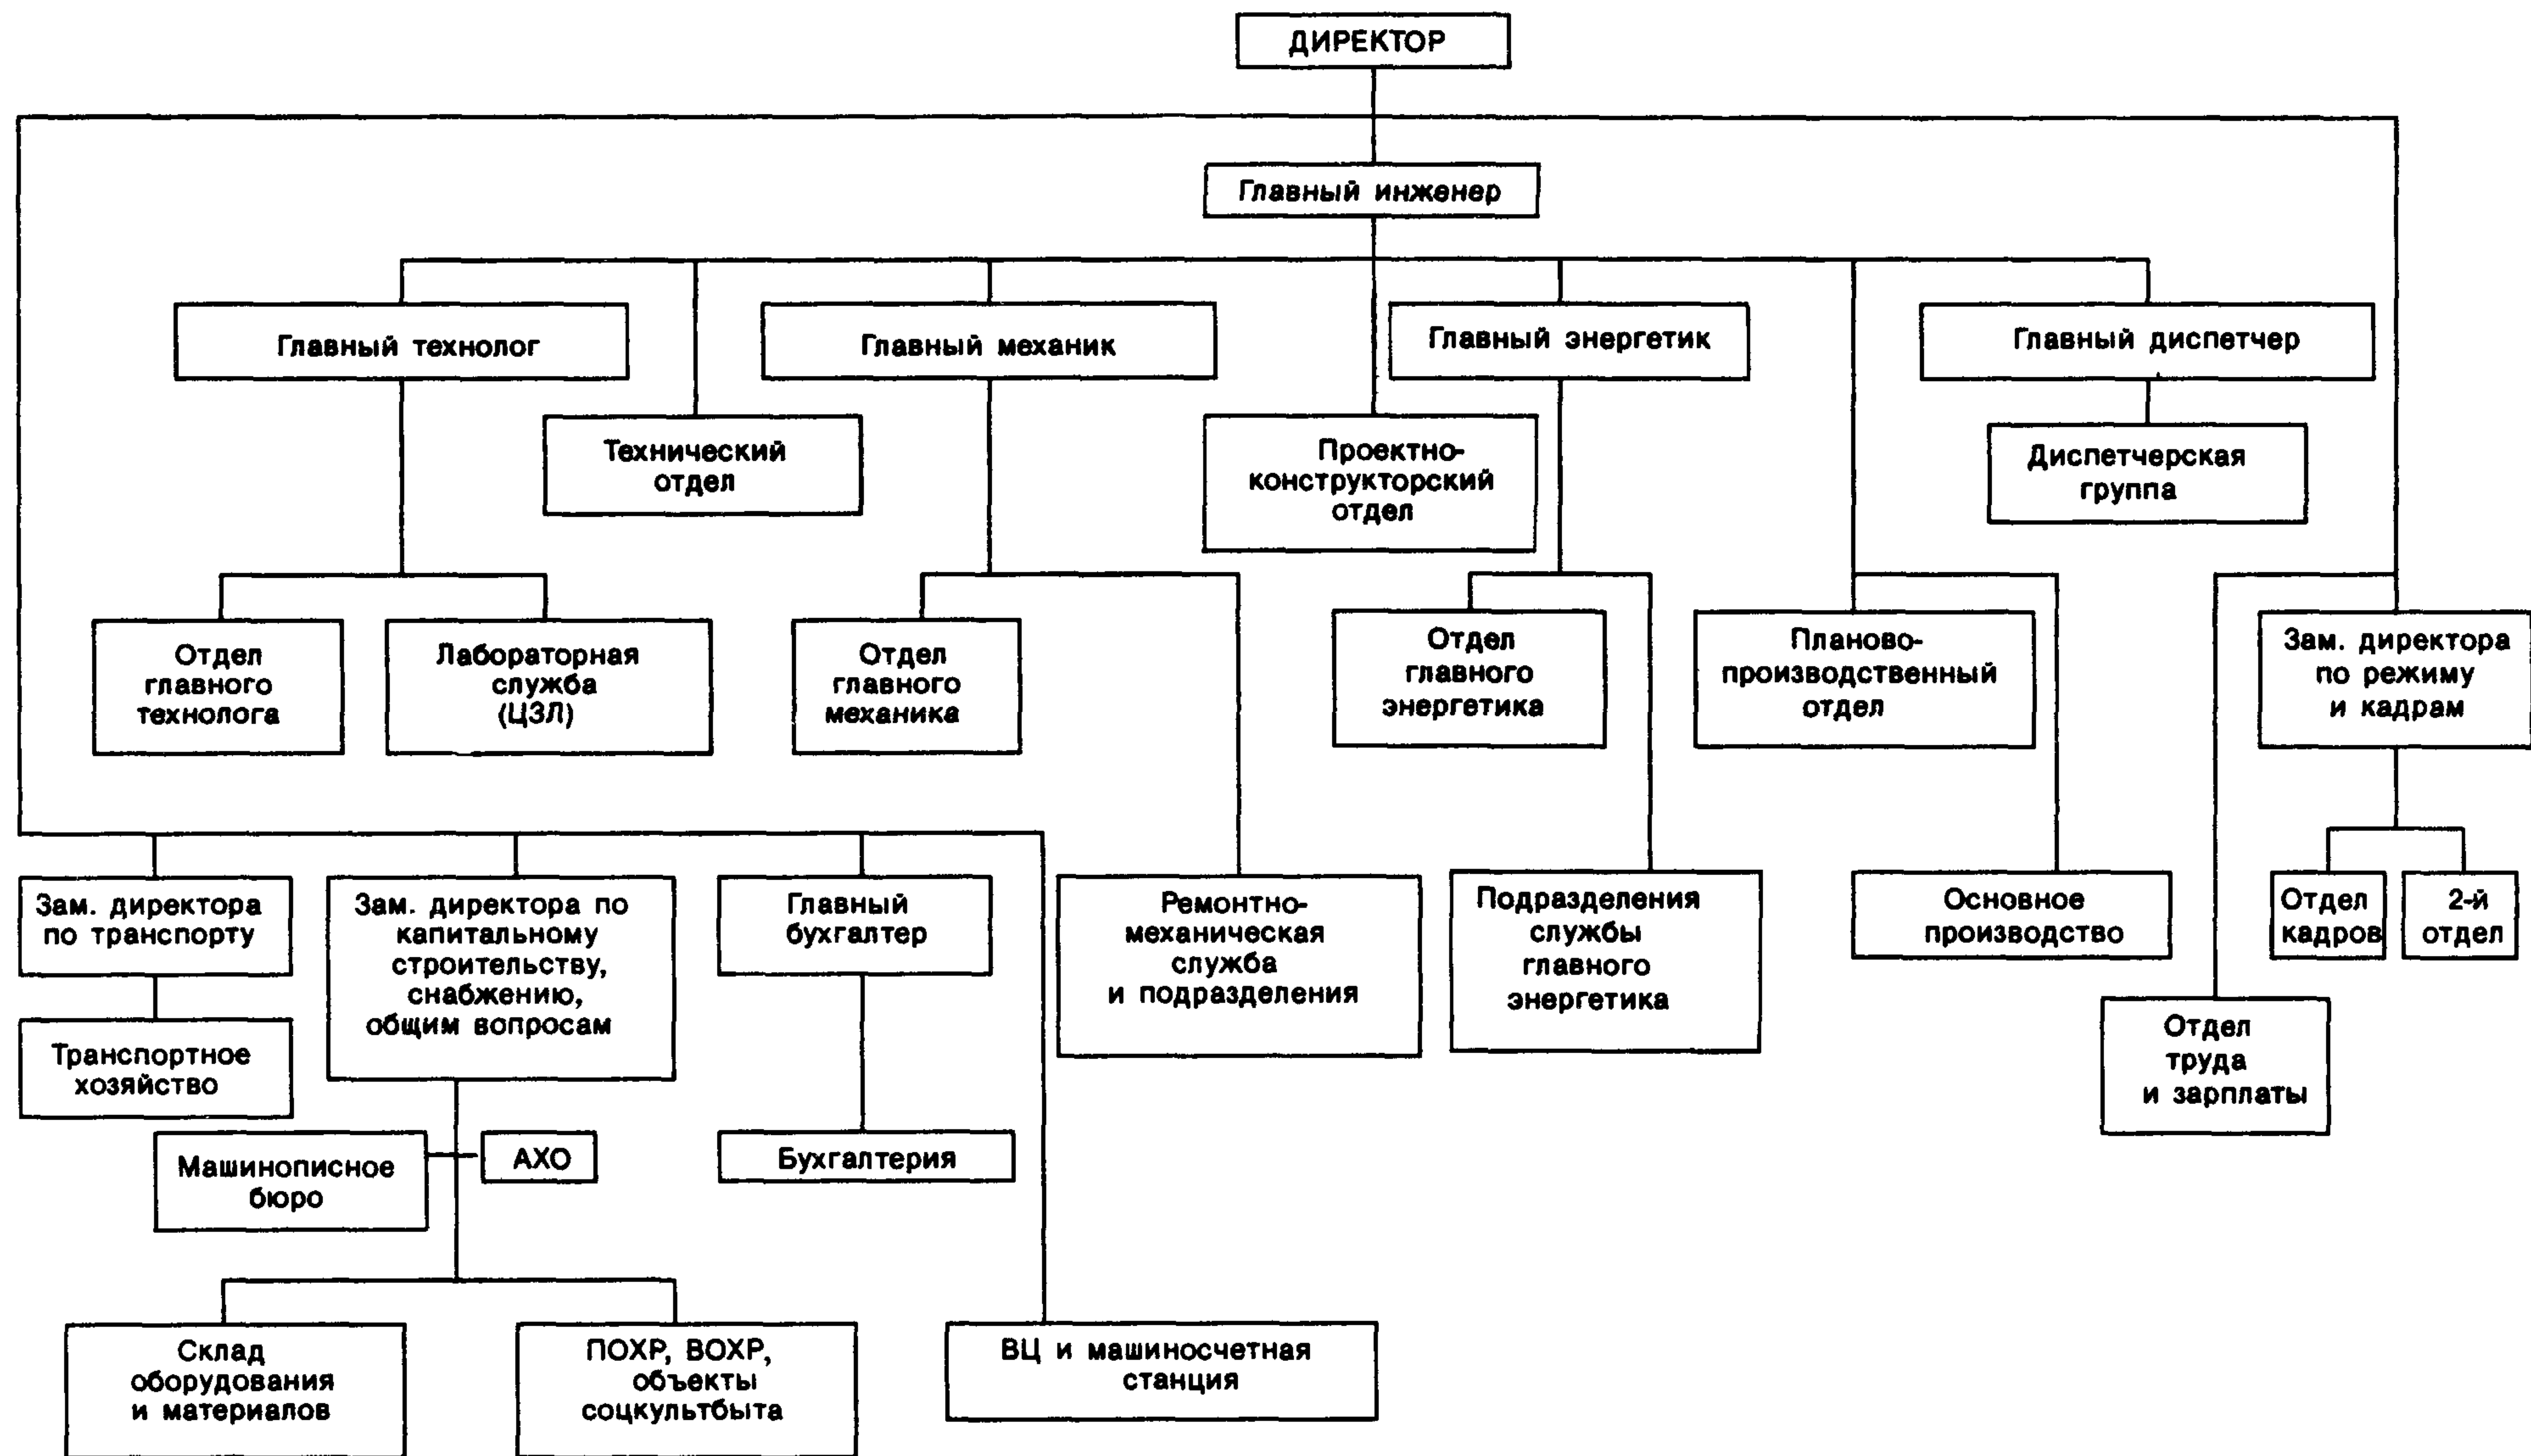 ДИРЕКТОР
Главный инженер
Главный технолог
Главный механик
Главный энергетик
Главный диспетчер
Технический
отдел
Проектно-
конструкторский
отдел
Диспетчерская
группа
Отдел
главного
технолога
Лабораторная
служба
(ЦЗЛ)
Отдел
главного
механика
Отдел
главного
энергетика
Планово-
производственный
отдел
Зам. директора
по режиму
и кадрам
Зам. директора
по транспорту
Зам. директора по
капитальному
строительству,
снабжению,
общим вопросам
Главный
бухгалтер
Ремонтно-
механическая
служба
и подразделения
Подразделения
службы
главного
энергетика
Основное
производство
Отдел
кадров
2-й
отдел
Транспортное
хозяйство
Отдел
труда
и зарплаты
Машинописное
бюро
АХО
Бухгалтерия
Склад
оборудования
и материалов
ПОХР, ВОХР,
объекты
соцкультбыта
ВЦ и машиносчетная
станция